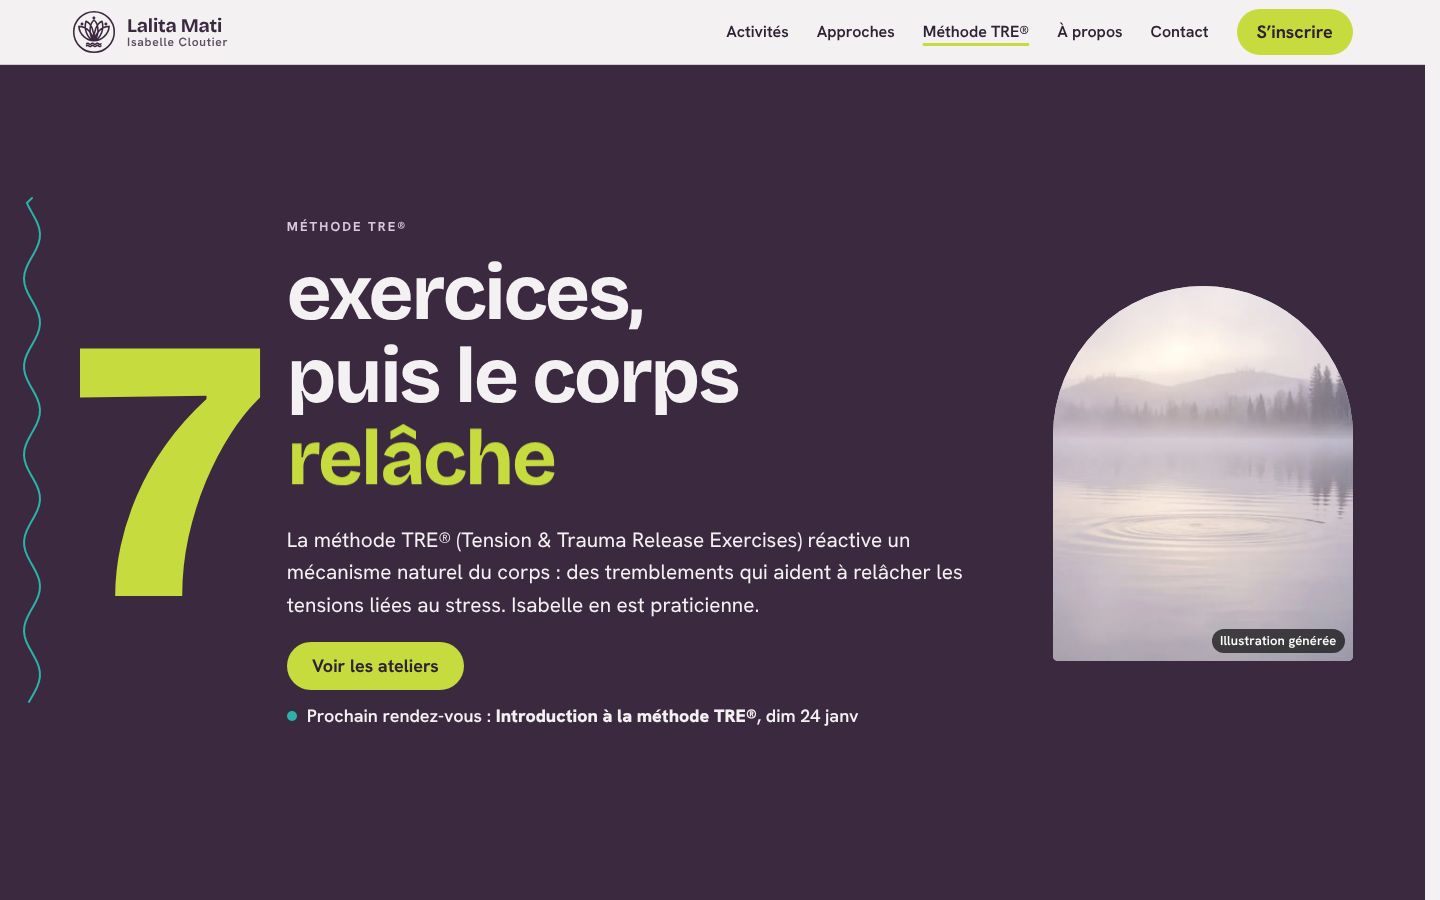 Lalita Mati
Isabelle Cloutier
Activités
Approches
Méthode TRE®
À propos
Contact
S’inscrire
MÉTHODE TRE®
7
exercices,
puis le corps
relâche
La méthode TRE® (Tension & Trauma Release Exercises) réactive un
mécanisme naturel du corps : des tremblements qui aident à relâcher les
tensions liées au stress. Isabelle en est praticienne.
Voir les ateliers
Prochain rendez-vous : Introduction à la méthode TRE®, dim 24 janv
Illustration générée